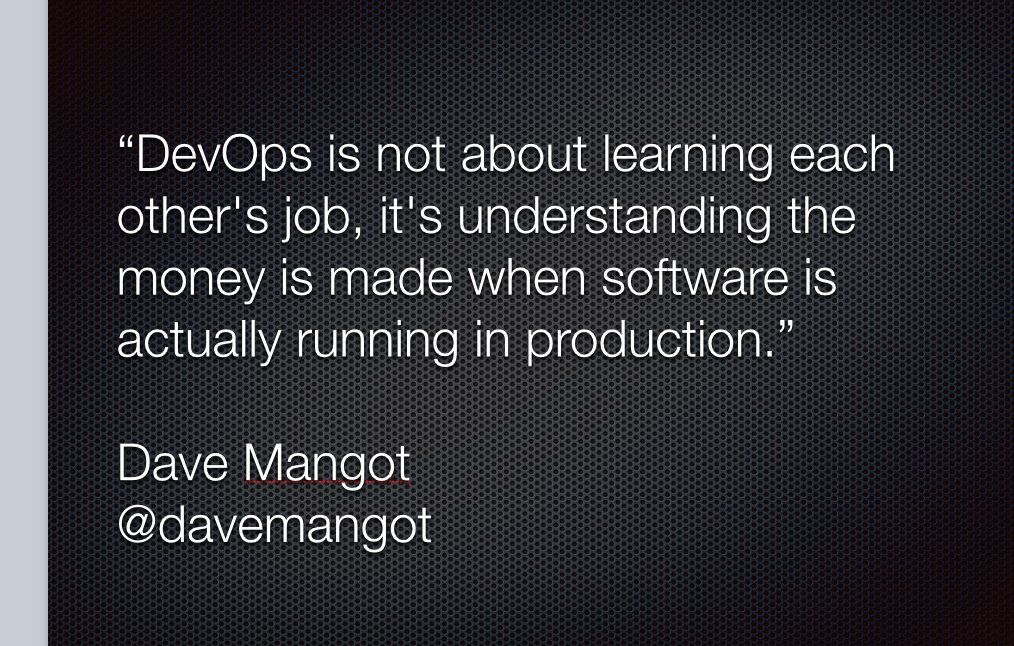 “DevOps is not about learning each
other's job, it's understanding the
money is made when software is
actually running in production.”
Dave Mangot
@davemangot